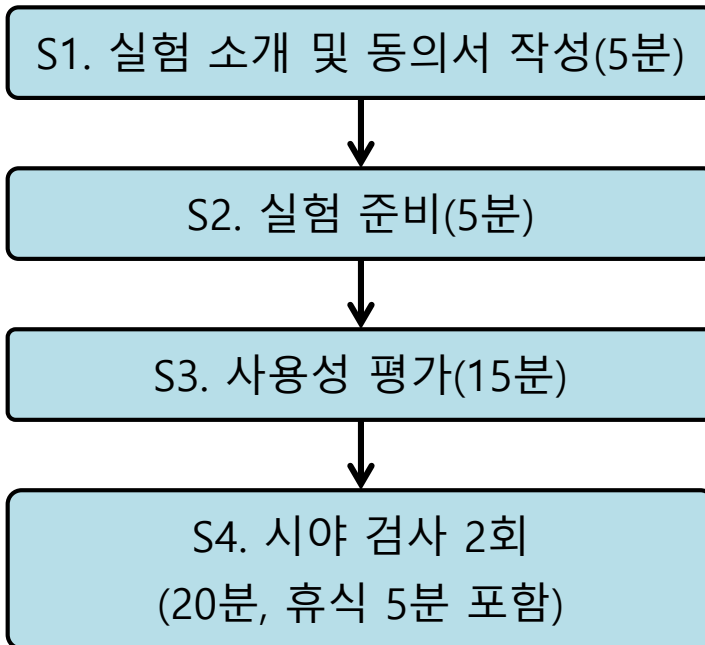 S1. 실험 소개 및 동의서 작성(5분)
S2. 실험 준비(5분)
S3. 사용성 평가(15분)
S4. 시야 검사 2회
(20분, 휴식 5분 포함)